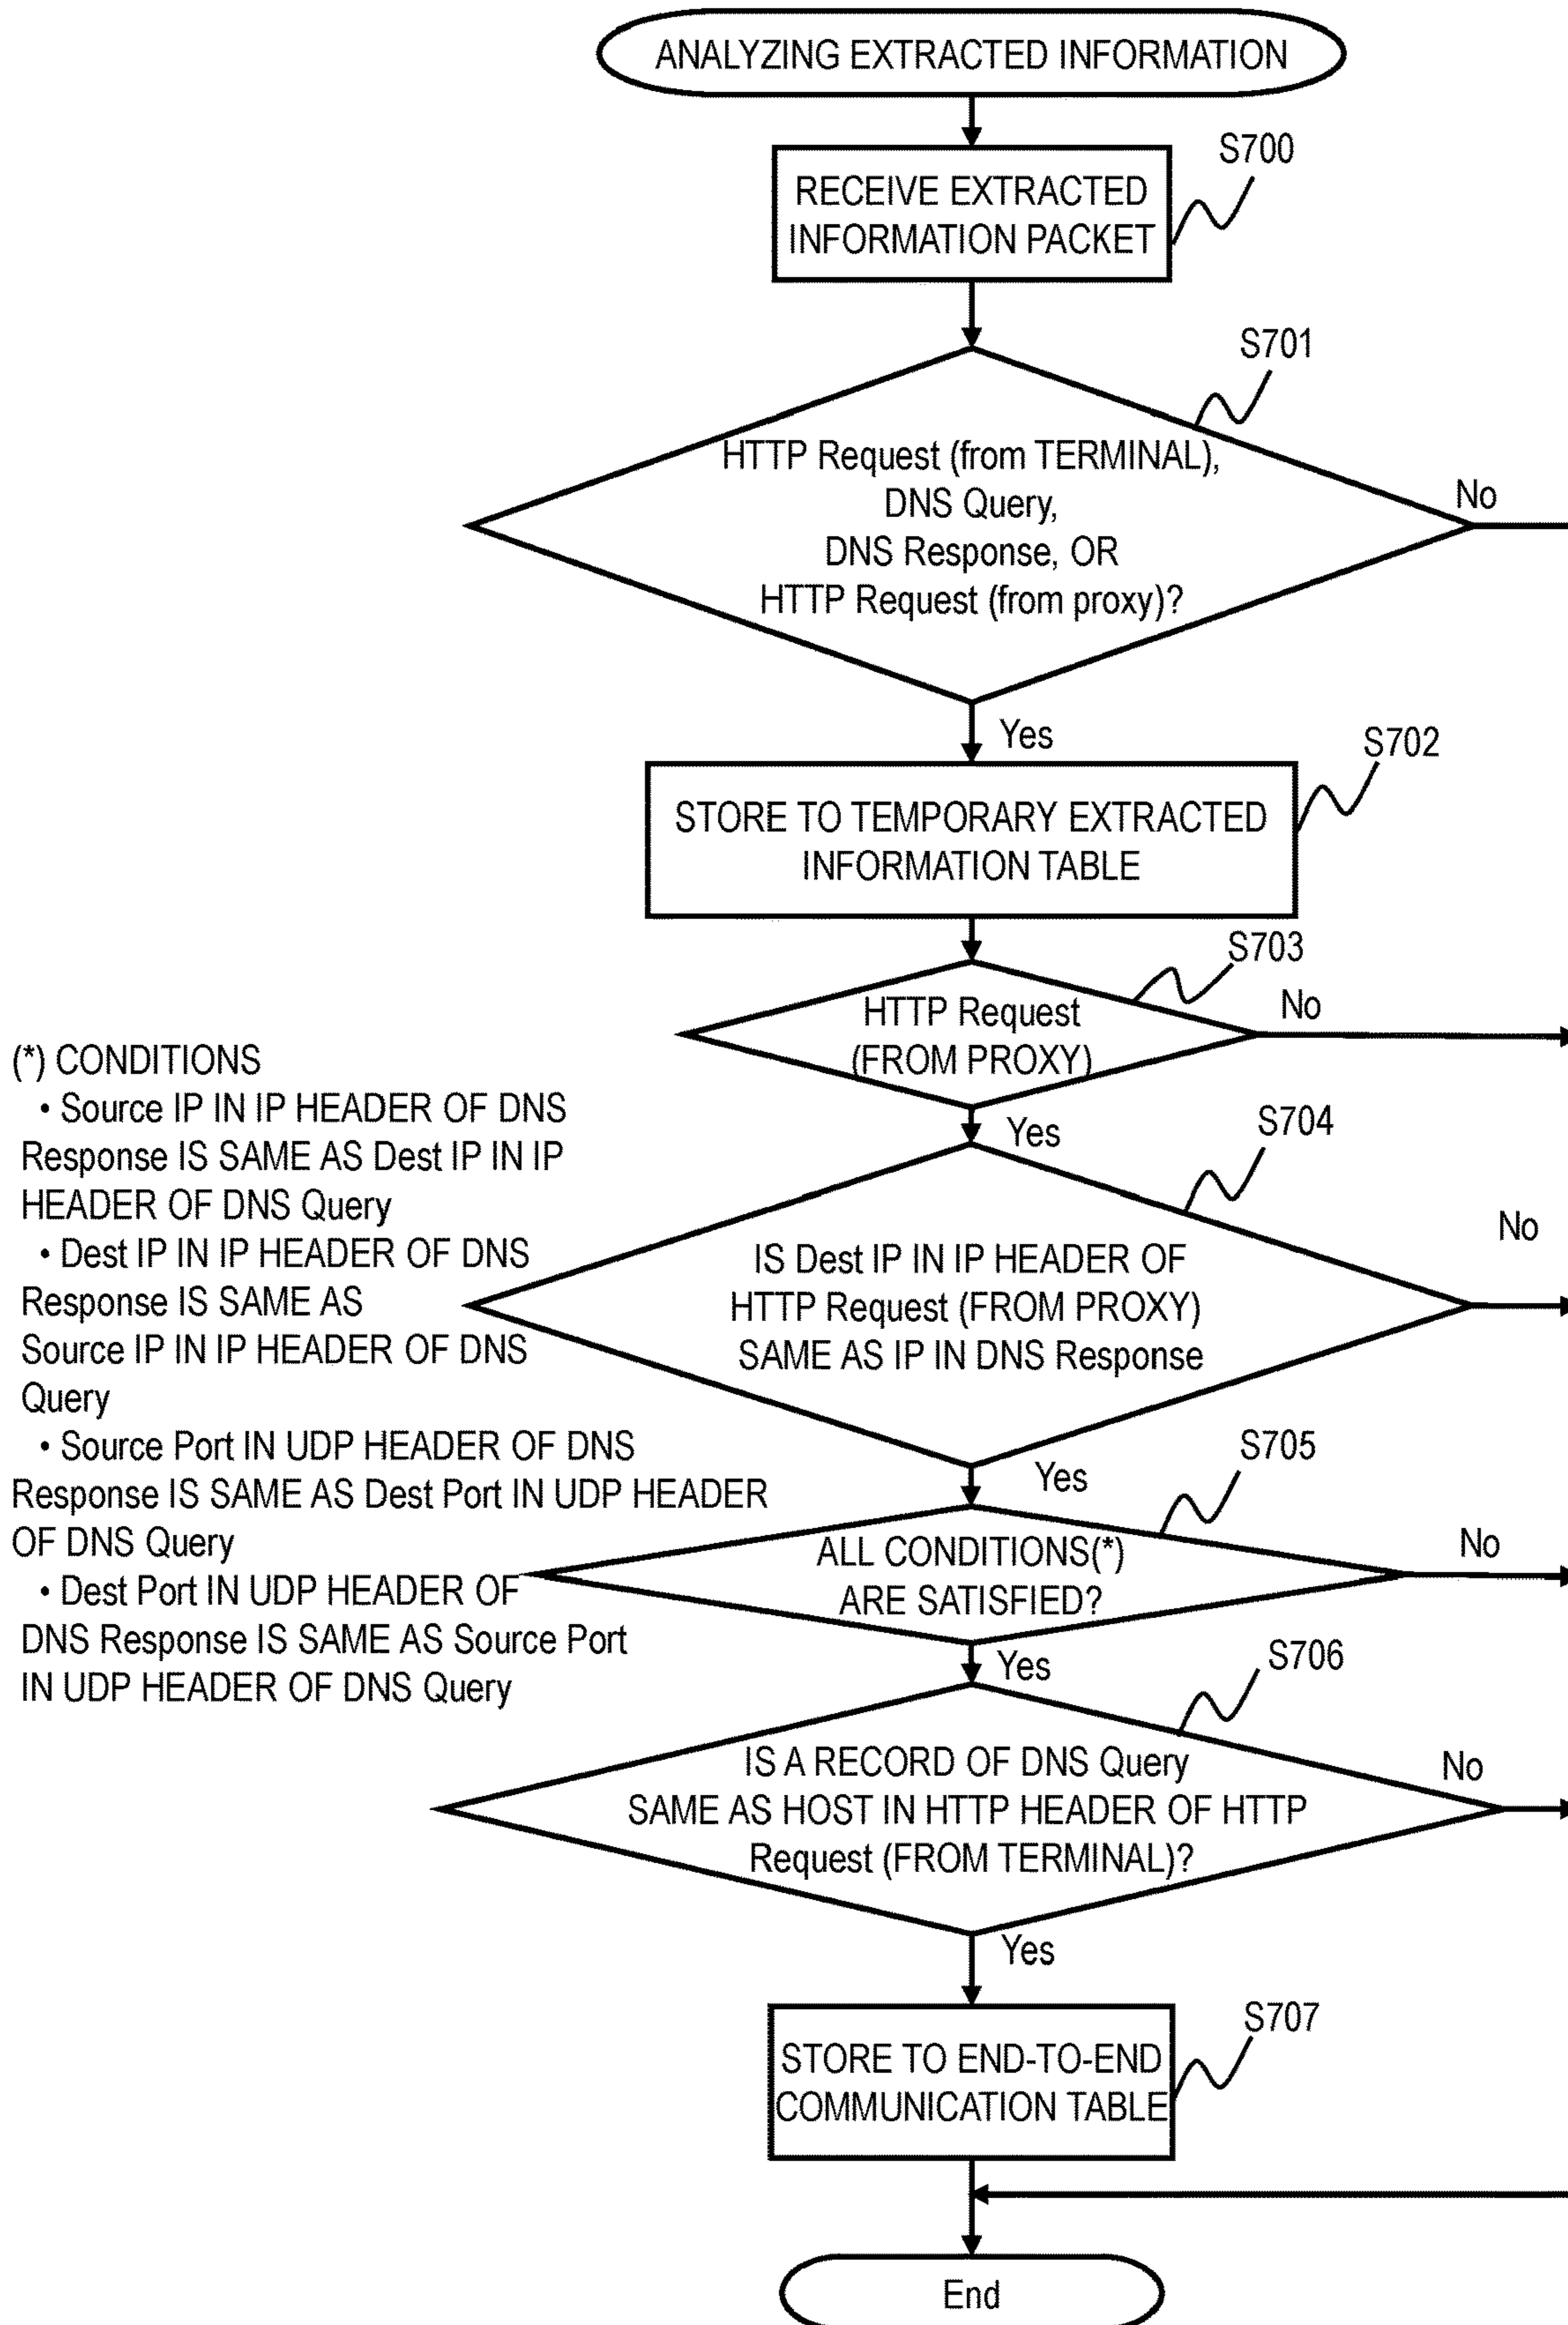 ANALYZING EXTRACTED INFORMATION
S700
RECEIVE EXTRACTED
INFORMATION PACKET
S701
HTTP Request (from TERMINAL),
DNS Query,
DNS Response, OR
HTTP Request (from proxy)?
No
Yes
S702
STORE TO TEMPORARY EXTRACTED
INFORMATION TABLE
S703
HTTP Request
(FROM PROXY)
No
Yes
S704
IS Dest IP IN IP HEADER OF
HTTP Request (FROM PROXY)
SAME AS IP IN DNS Response
No
Yes
S705
ALL CONDITIONS(*)
ARE SATISFIED?
No
Yes
S706
IS A RECORD OF DNS Query
SAME AS HOST IN HTTP HEADER OF HTTP
Request (FROM TERMINAL)?
No
Yes
S707
STORE TO END-TO-END
COMMUNICATION TABLE
End
(*) CONDITIONS
• Source IP IN IP HEADER OF DNS
Response IS SAME AS Dest IP IN IP
HEADER OF DNS Query
• Dest IP IN IP HEADER OF DNS
Response IS SAME AS
Source IP IN IP HEADER OF DNS
Query
• Source Port IN UDP HEADER OF DNS
Response IS SAME AS Dest Port IN UDP HEADER
OF DNS Query
• Dest Port IN UDP HEADER OF
DNS Response IS SAME AS Source Port
IN UDP HEADER OF DNS Query